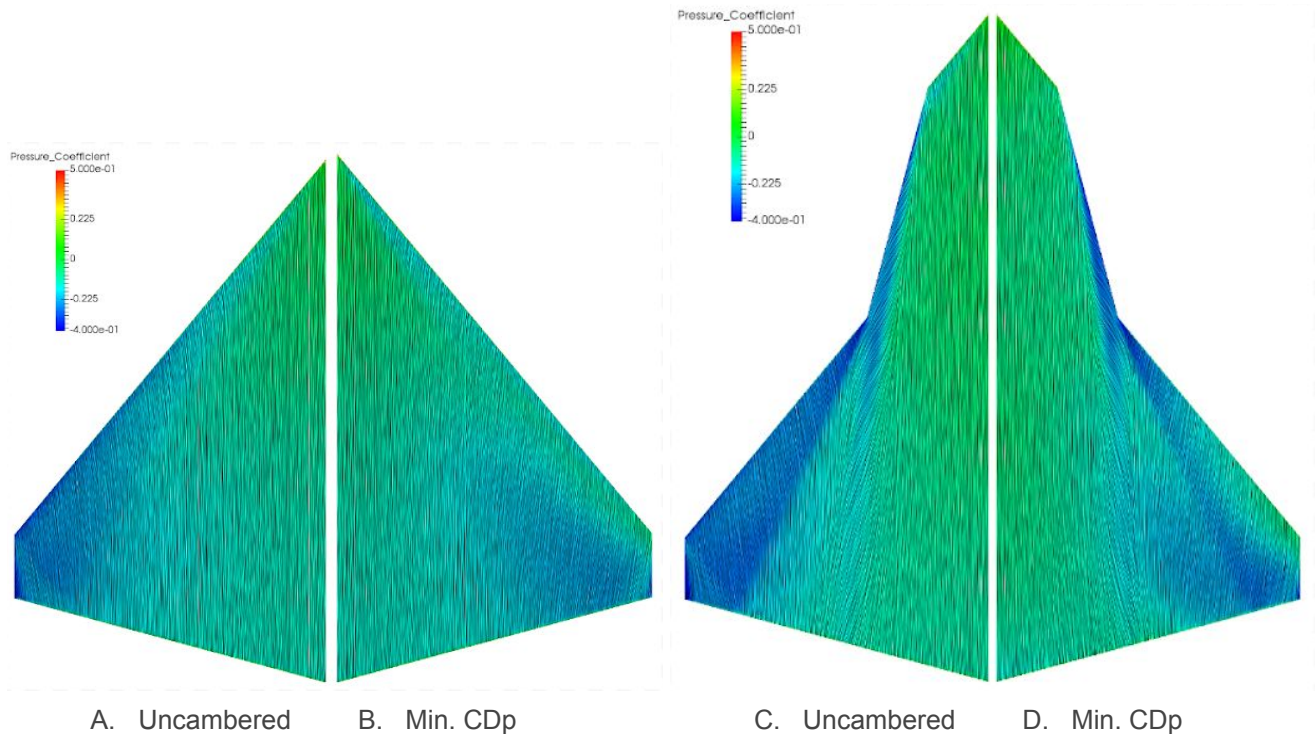 Pressure_Coefficient
5.000e-01
0.225
0
-0.225
-4.000e-01
Pressure_Coefficient
5.000e-01
0.225
0
-0.225
-4.000e-01
A. Uncambered B. Min. CDp C. Uncambered D. Min. CDp